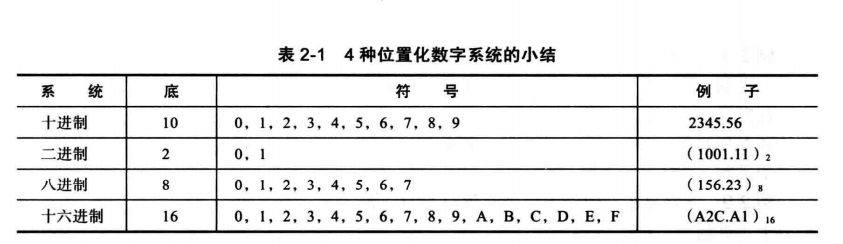 表 2-1 4 种位置化数字系统的小结
系 统 底 符 号 例 子
十进制 10 0, 1, 2, 3, 4, 5, 6, 7, 8, 9 2345.56
二进制 2 0, 1 (1001.11)₂
八进制 8 0, 1, 2, 3, 4, 5, 6, 7 (156.23)₈
十六进制 16 0, 1, 2, 3, 4, 5, 6, 7, 8, 9, A, B, C, D, E, F (A2C.A1)₁₆